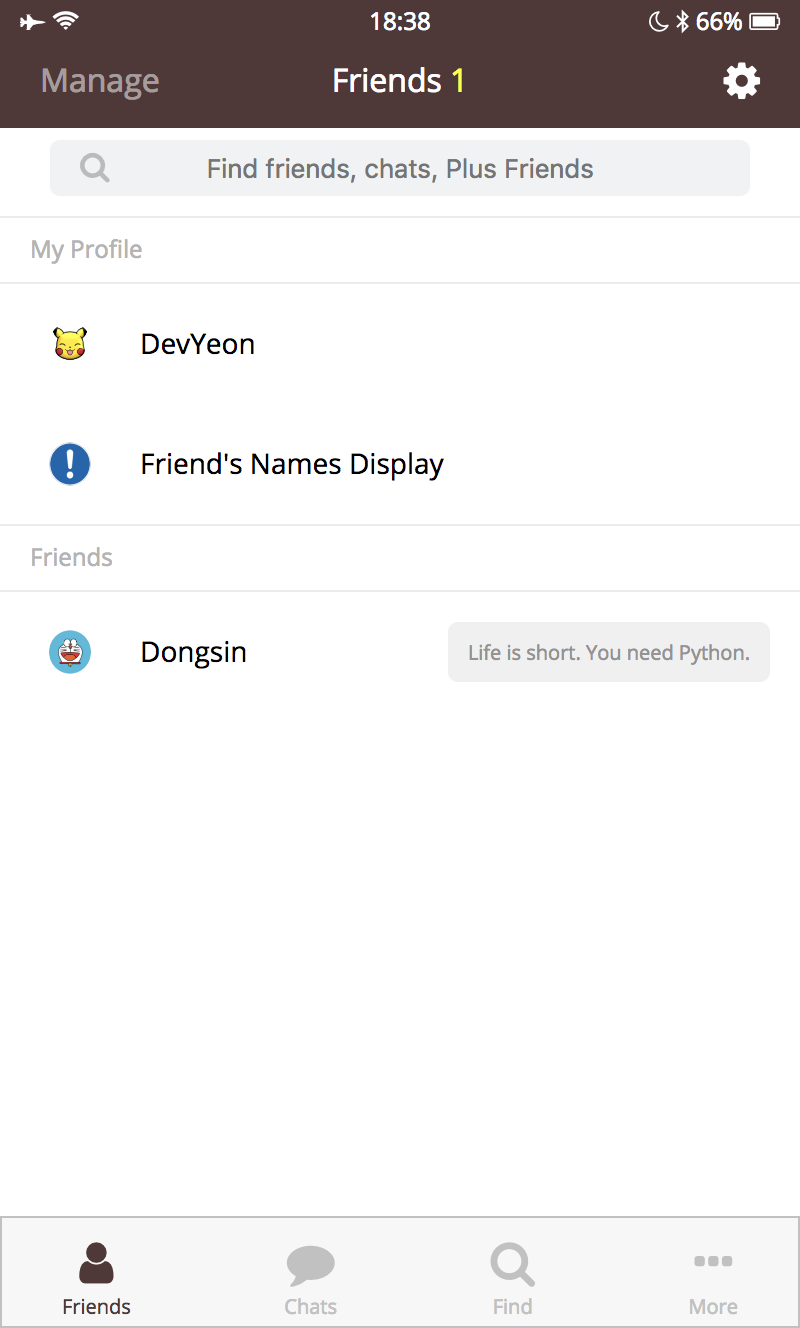 18:38
66%
Manage
Friends 1
Find friends, chats, Plus Friends
My Profile
DevYeon
Friend's Names Display
Friends
Dongsin
Life is short. You need Python.
Friends
Chats
Find
More